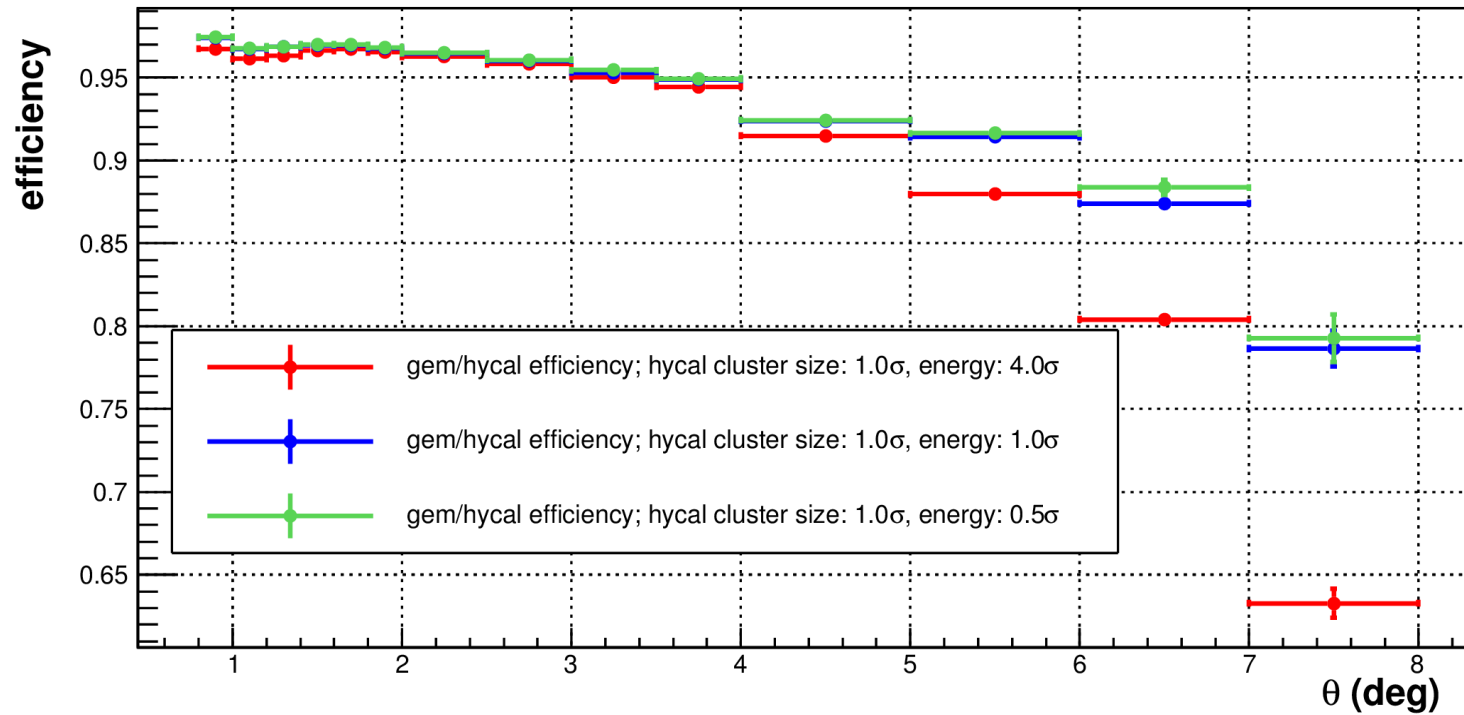 efficiency
0.95
0.9
0.85
0.8
0.75
0.7
0.65
gem/hycal efficiency; hycal cluster size: 1.0σ, energy: 4.0σ
gem/hycal efficiency; hycal cluster size: 1.0σ, energy: 1.0σ
gem/hycal efficiency; hycal cluster size: 1.0σ, energy: 0.5σ
1 2 3 4 5 6 7 8
θ (deg)